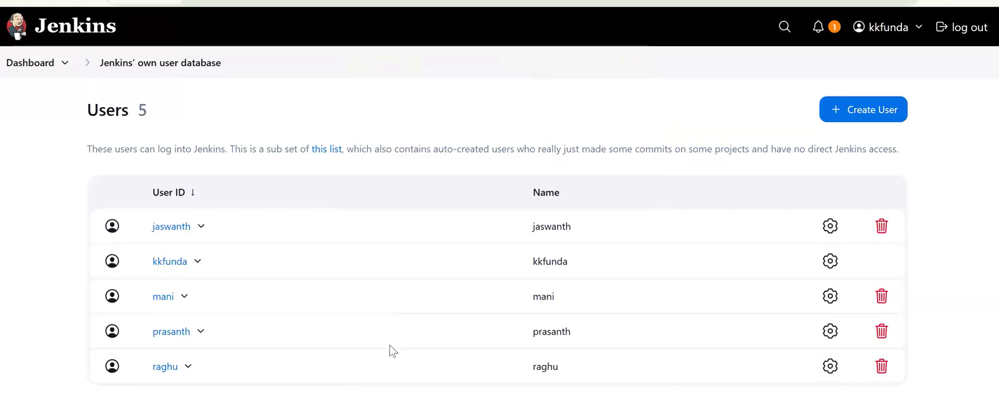 Jenkins
1 kkfunda log out
Dashboard Jenkins’ own user database
Users 5
+ Create User
These users can log into Jenkins. This is a sub set of this list, which also contains auto-created users who really just made some commits on some projects and have no direct Jenkins access.
User ID ↓ Name
jaswanth jaswanth
kkfunda kkfunda
mani mani
prasanth prasanth
raghu raghu